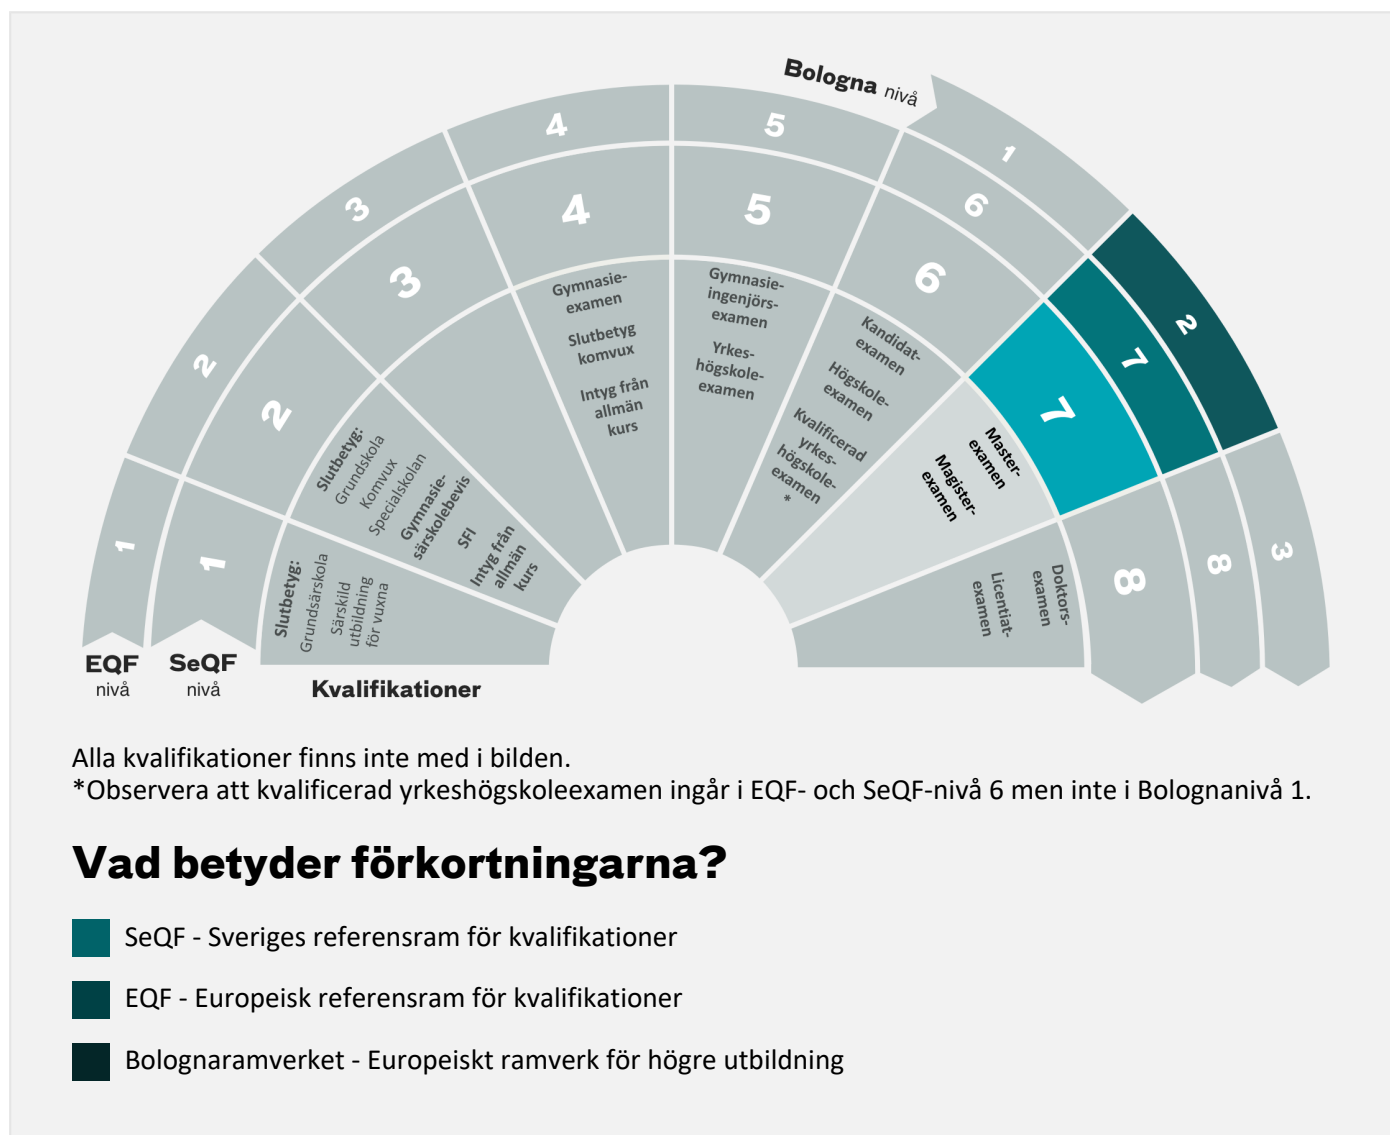 Bologna nivå
1
2
3
1
2
3
4
5
6
7
8
1
2
3
4
5
6
7
8
EQF
nivå
SeQF
nivå
Kvalifikationer
Slutbetyg:
Grundsärskola
Särskild
utbildning
för vuxna
Slutbetyg:
Grundskola
Komvux
Specialskolan
Gymnasie-
särskolebevis
SFI
Intyg från
allmän
kurs
Gymnasie-
examen
Slutbetyg
komvux
Intyg från
allmän
kurs
Gymnasie-
ingenjörs-
examen
Yrkes-
högskole-
examen
Kandidat-
examen
Högskole-
examen
Kvalificerad
yrkes-
högskole-
examen
*
Master-
examen
Magister-
examen
Doktors-
examen
Licentiat-
examen
Alla kvalifikationer finns inte med i bilden.
*Observera att kvalificerad yrkeshögskoleexamen ingår i EQF- och SeQF-nivå 6 men inte i Bolognanivå 1.
Vad betyder förkortningarna?
SeQF - Sveriges referensram för kvalifikationer
EQF - Europeisk referensram för kvalifikationer
Bolognaramverket - Europeiskt ramverk för högre utbildning